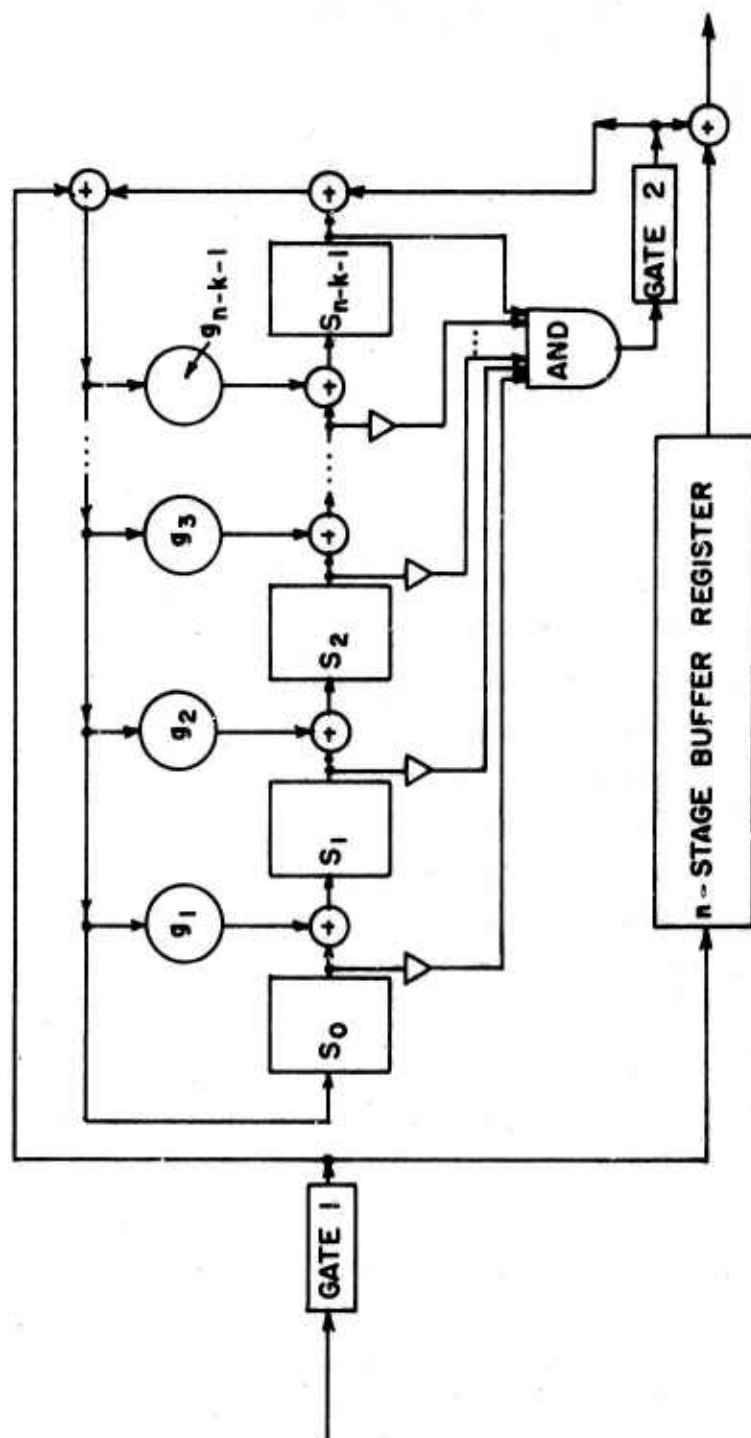 g₁
g₂
g₃
...
gₙ₋ₖ₋₁
+
+
+
+
+
...
+
S₀
S₁
S₂
Sₙ₋ₖ₋₁
GATE 1
...
AND
GATE 2
n-STAGE BUFFER REGISTER
+